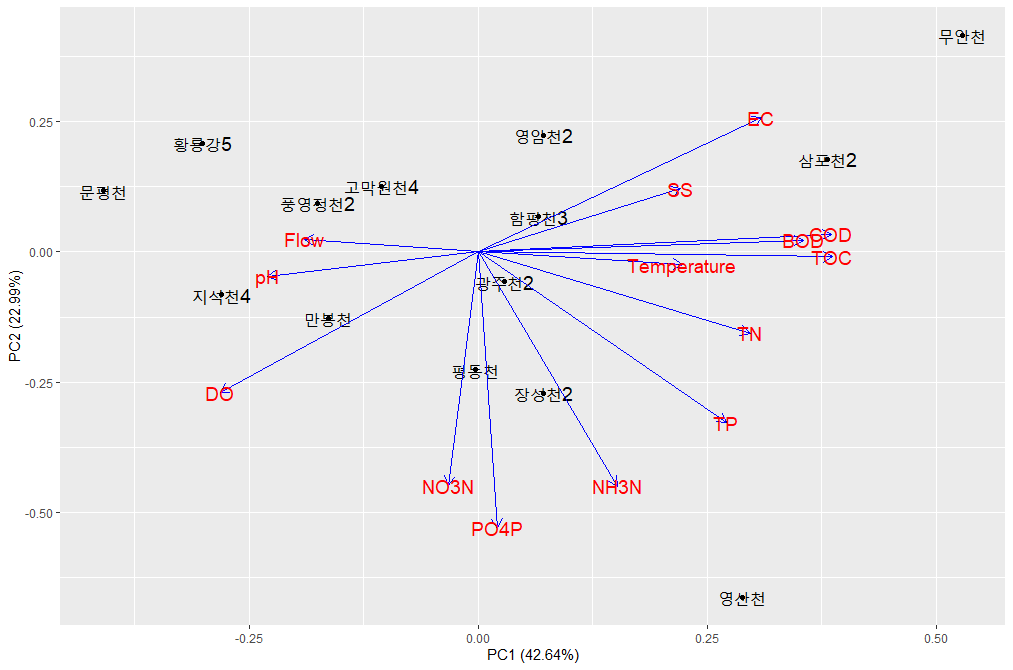 무안천
0.25
EC
영암천2
황룡강5
삼포천2
SS
문평천
고막원천4
풍영정천2
함평천3
Flow
COD
BOD
0.00
TOC
Temperature
pH
광주천2
지석천4
만봉천
TN
PC2 (22.99%)
평동천
-0.25
DO
장성천2
TP
NO3N
NH3N
-0.50
PO4P
영산천
-0.25
0.00
0.25
0.50
PC1 (42.64%)